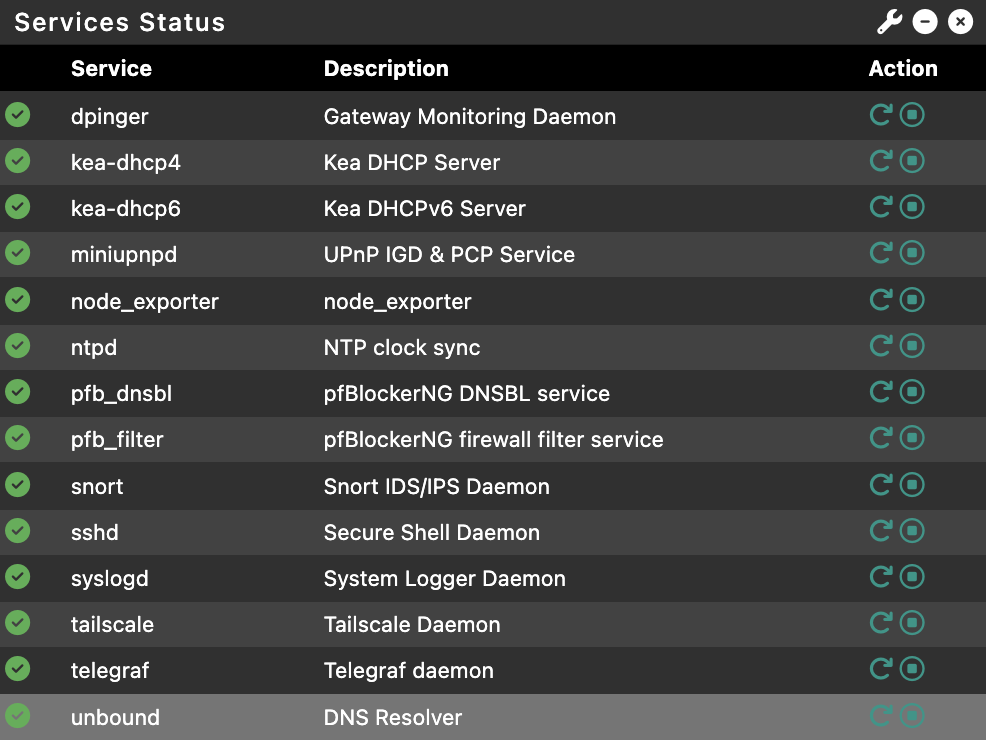 Services Status
Service Description Action
dpinger Gateway Monitoring Daemon
kea-dhcp4 Kea DHCP Server
kea-dhcp6 Kea DHCPv6 Server
miniupnpd UPnP IGD & PCP Service
node_exporter node_exporter
ntpd NTP clock sync
pfb_dnsbl pfBlockerNG DNSBL service
pfb_filter pfBlockerNG firewall filter service
snort Snort IDS/IPS Daemon
sshd Secure Shell Daemon
syslogd System Logger Daemon
tailscale Tailscale Daemon
telegraf Telegraf daemon
unbound DNS Resolver